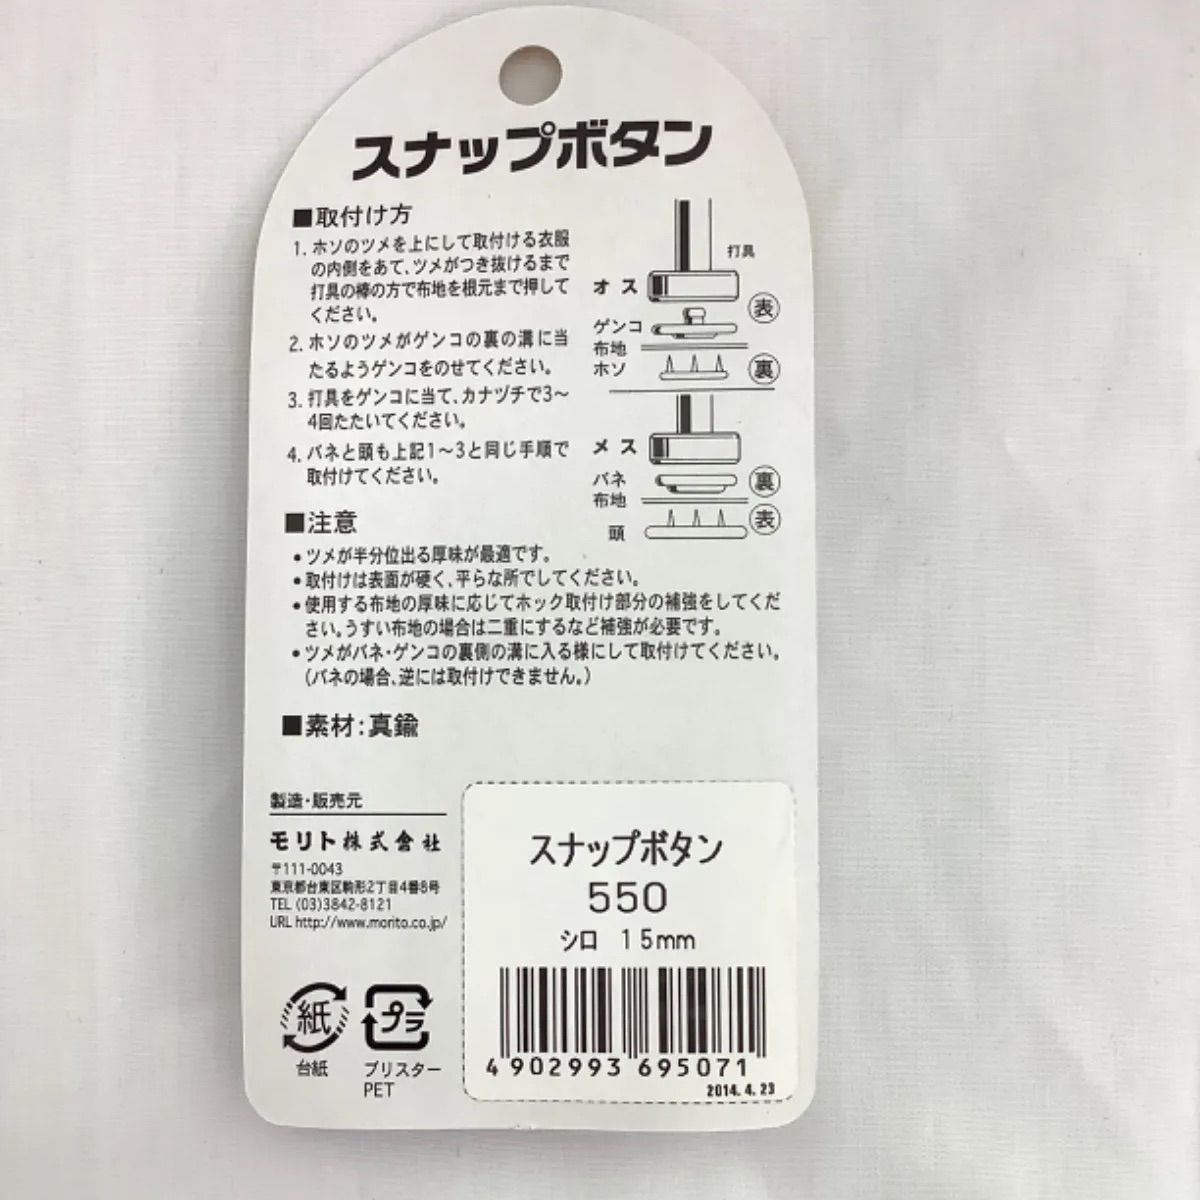 スナップボタン
■取付け方
1. ホソのツメを上にして取付ける衣服
の内側をあて、ツメがつき抜けるまで
打具の棒の方で布地を根元まで押して
ください。
2. ホソのツメがゲンコの裏の溝に当
たるようゲンコをのせてください。
3. 打具をゲンコに当て、カナヅチで3〜
4回たたいてください。
4. バネと頭も上記1〜3と同じ手順で
取付けてください。
打具
オス
表
ゲンコ
布地
ホソ
裏
メス
バネ
裏
布地
表
頭
■注意
•ツメが半分位出る厚味が最適です。
•取付けは表面が硬く、平らな所でしてください。
•使用する布地の厚味に応じてホック取付け部分の補強をしてくだ
さい。うすい布地の場合は二重にするなど補強が必要です。
•ツメがバネ・ゲンコの裏側の溝に入る様にして取付けてください。
(バネの場合、逆には取付けできません。)
■素材：真鍮
製造・販売元
モリト株式会社
〒111-0043
東京都台東区駒形2丁目4番8号
TEL (03)3842-8121
URL http://www.morito.co.jp/
紙
台紙
プラ
ブリスター
PET
スナップボタン
550
シロ 15mm
4 902993 695071
2014. 4. 23